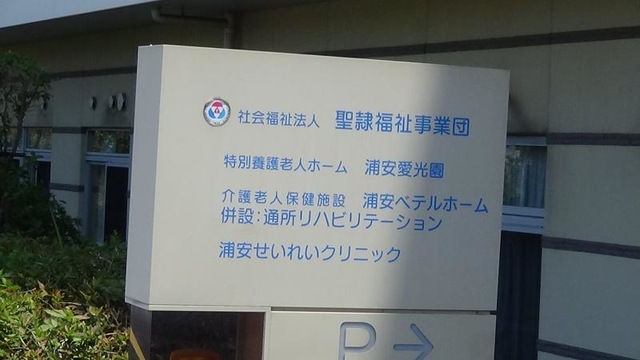 社会福祉法人 聖隷福祉事業団
特別養護老人ホーム 浦安愛光園
介護老人保健施設 浦安ベテルホーム
併設:通所リハビリテーション
浦安せいれいクリニック
P→